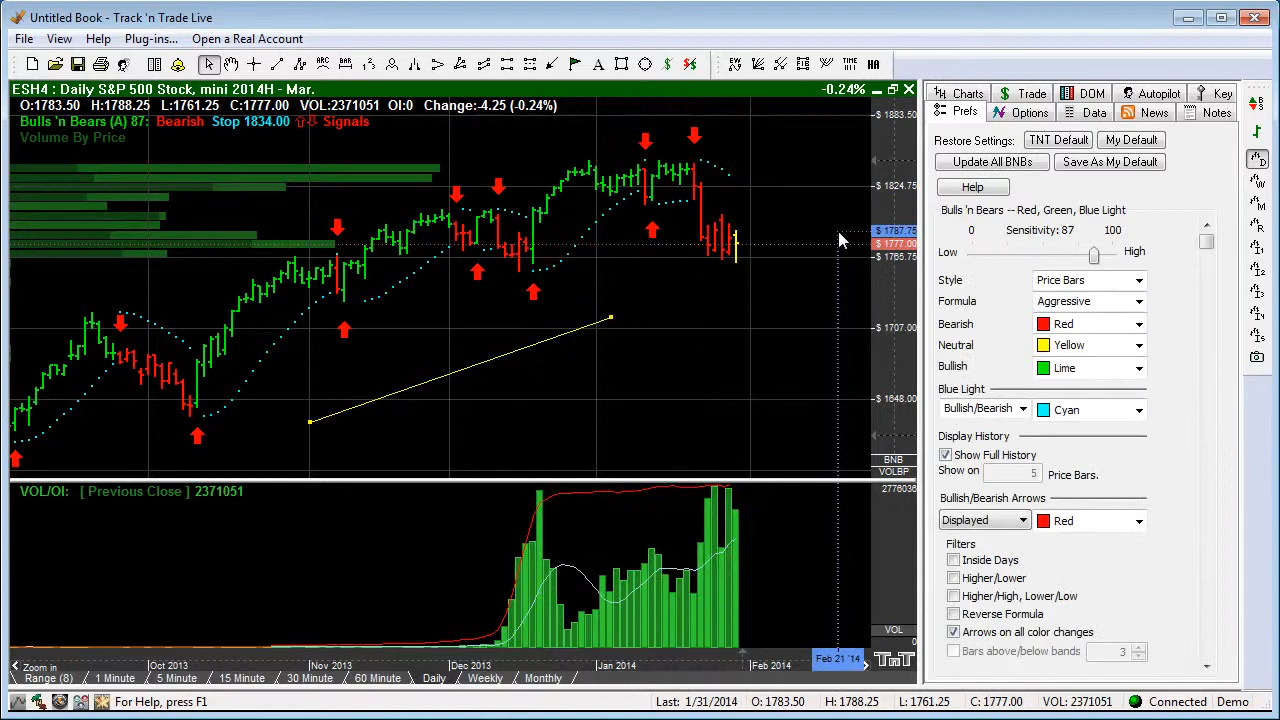 Untitled Book - Track 'n Trade Live
File View Help Plug-ins... Open a Real Account
ESH4 : Daily S&P 500 Stock, mini 2014H - Mar.
-0.24%
O:1783.50 H:1788.25 L:1761.25 C:1777.00 VOL:2371051 OI:0 Change:-4.25 (-0.24%)
Bulls 'n Bears (A) 87: Bearish Stop 1834.00 Signals
Volume By Price
$ 1883.50
$ 1824.75
$ 1787.75
$ 1777.00
$ 1765.75
$ 1707.00
$ 1648.00
BNB
VOLBP
VOL/OI: [ Previous Close ] 2371051
2776036
VOL
0
Oct 2013 Nov 2013 Dec 2013 Jan 2014 Feb 2014
Feb 21 '14
TNT
Zoom in
Range (8) 1 Minute 5 Minute 15 Minute 30 Minute 60 Minute Daily Weekly Monthly
Charts Trade DOM Autopilot Key
Prefs Options Data News Notes
Restore Settings: TNT Default My Default
Update All BNBs Save As My Default
Help
Bulls 'n Bears -- Red, Green, Blue Light
0 Sensitivity: 87 100
Low High
Style Price Bars
Formula Aggressive
Bearish Red
Neutral Yellow
Bullish Lime
Blue Light
Bullish/Bearish Cyan
Display History
Show Full History
Show on 5 Price Bars.
Bullish/Bearish Arrows
Displayed Red
Filters
Inside Days
Higher/Lower
Higher/High, Lower/Low
Reverse Formula
Arrows on all color changes
Bars above/below bands 3
For Help, press F1
Last: 1/31/2014 O: 1783.50 H: 1788.25 L: 1761.25 C: 1777.00 VOL: 2371051 Connected Demo